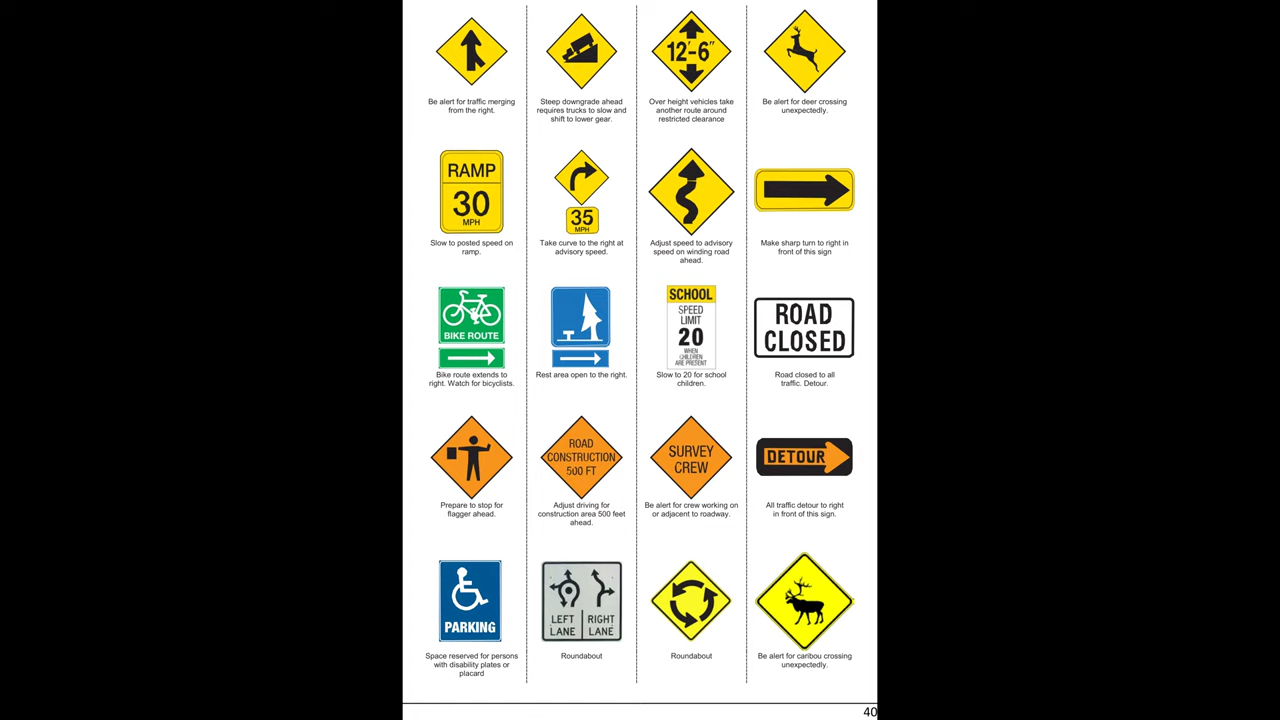 12'-6"
Be alert for traffic merging
from the right.
Steep downgrade ahead
requires trucks to slow and
shift to lower gear.
Over height vehicles take
another route around
restricted clearance
Be alert for deer crossing
unexpectedly.
RAMP
30
MPH
35
MPH
Slow to posted speed on
ramp.
Take curve to the right at
advisory speed.
Adjust speed to advisory
speed on winding road
ahead.
Make sharp turn to right in
front of this sign
BIKE ROUTE
SCHOOL
SPEED
LIMIT
20
WHEN
CHILDREN
ARE PRESENT
ROAD
CLOSED
Bike route extends to
right. Watch for bicyclists.
Rest area open to the right.
Slow to 20 for school
children.
Road closed to all
traffic. Detour.
ROAD
CONSTRUCTION
500 FT
SURVEY
CREW
DETOUR
Prepare to stop for
flagger ahead.
Adjust driving for
construction area 500 feet
ahead.
Be alert for crew working on
or adjacent to roadway.
All traffic detour to right
in front of this sign.
PARKING
LEFT
LANE
RIGHT
LANE
Space reserved for persons
with disability plates or
placard
Roundabout
Roundabout
Be alert for caribou crossing
unexpectedly.
40